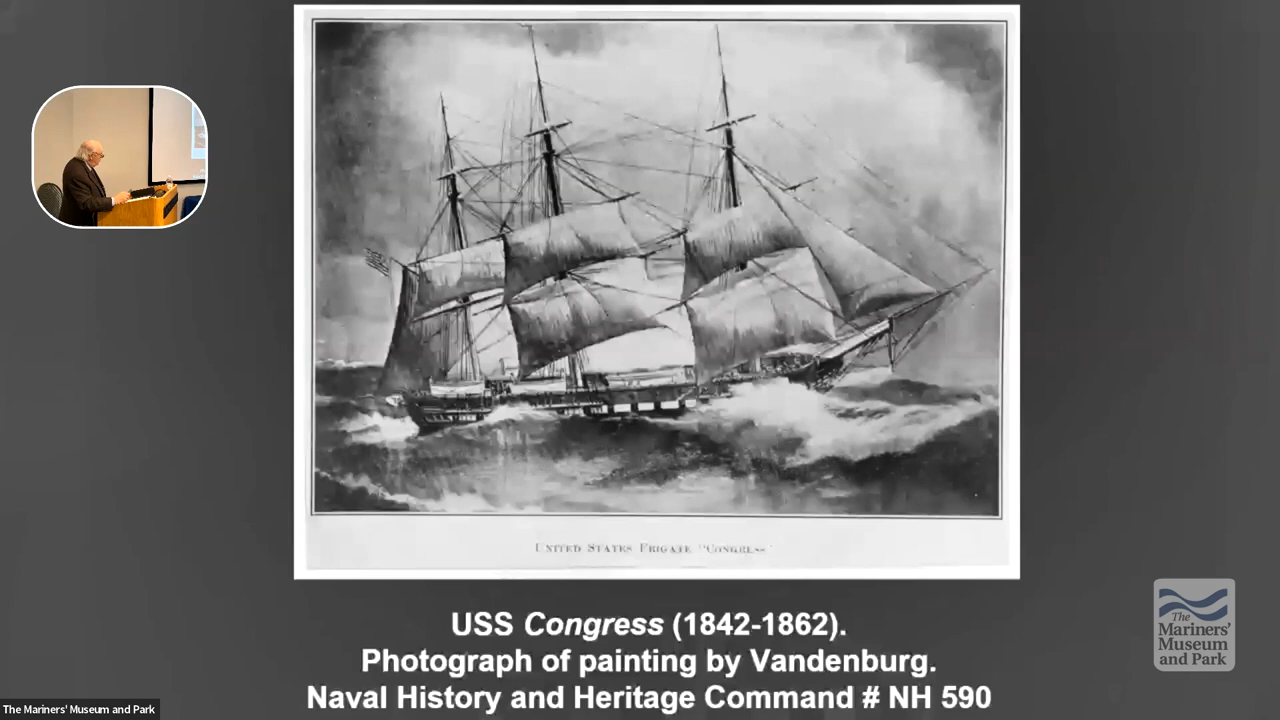 UNITED STATES FRIGATE "CONGRESS"
USS Congress (1842-1862).
Photograph of painting by Vandenburg.
Naval History and Heritage Command # NH 590
The
Mariners'
Museum
and Park
The Mariners' Museum and Park